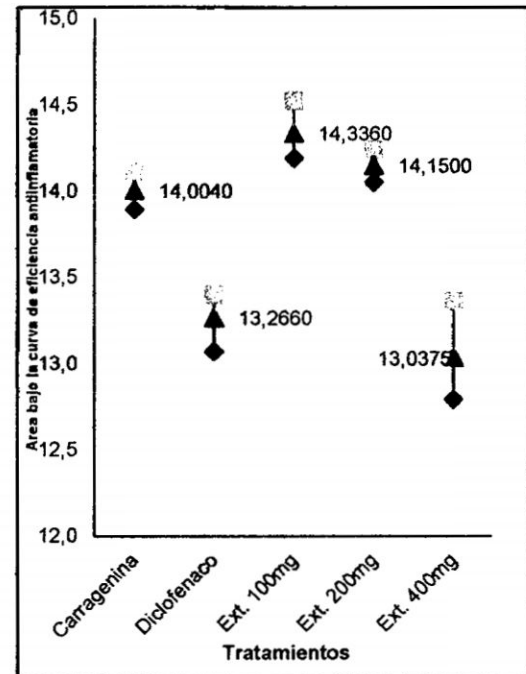 Area bajo la curva de eficiencia antiinflamatoria
15,0
14,5
14,0
13,5
13,0
12,5
12,0
14,0040
13,2660
14,3360
14,1500
13,0375
Carragenina
Diclofenaco
Ext. 100mg
Ext. 200mg
Ext. 400mg
Tratamientos